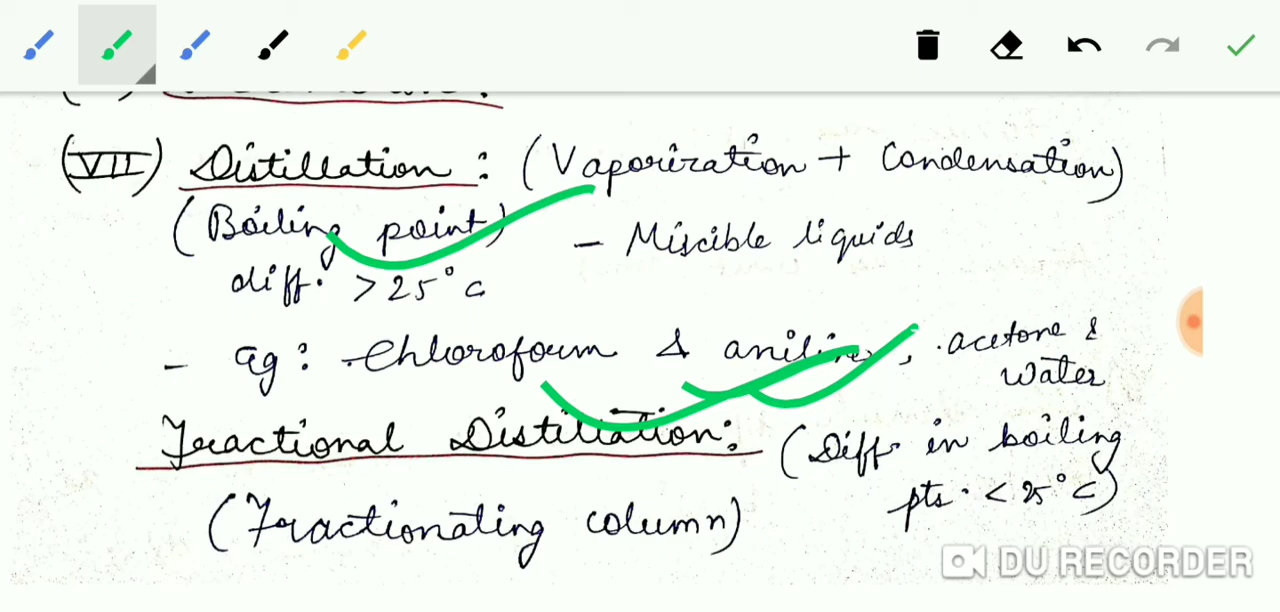 (VII) Distillation : (Vaporization + Condensation)
(Boiling point) - Miscible liquids
diff. > 25°C
- eg: Chloroform & aniline, acetone & water
Fractional Distillation: (Diff. in boiling pts. < 25°C)
(Fractionating column)
DU RECORDER